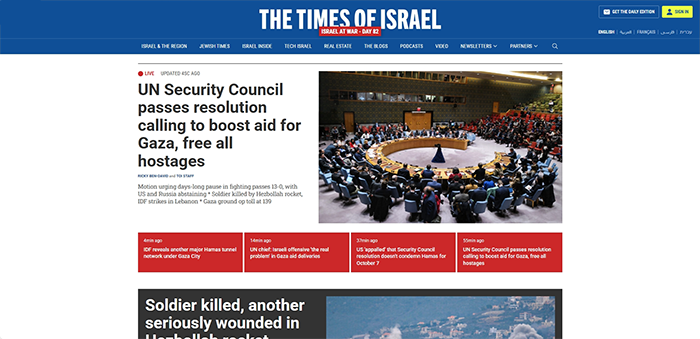 THE TIMES OF ISRAEL
ISRAEL AT WAR - DAY 82
GET THE DAILY EDITION
SIGN IN
ENGLISH | العربية | FRANÇAIS | فارسی | עברית
ISRAEL & THE REGION JEWISH TIMES ISRAEL INSIDE TECH ISRAEL REAL ESTATE THE BLOGS PODCASTS VIDEO NEWSLETTERS PARTNERS
LIVE UPDATED 4SC AGO
UN Security Council
passes resolution
calling to boost aid for
Gaza, free all
hostages
RICKY BEN DAVID and TOI STAFF
Motion urging days-long pause in fighting passes 13-0, with
US and Russia abstaining * Soldier killed by Hezbollah rocket,
IDF strikes in Lebanon * Gaza ground op toll at 139
4min ago
IDF reveals another major Hamas tunnel
network under Gaza City
14min ago
UN chief: Israeli offensive 'the real
problem' in Gaza aid deliveries
37min ago
US 'appalled' that Security Council
resolution doesn't condemn Hamas for
October 7
55min ago
UN Security Council passes resolution
calling to boost aid for Gaza, free all
hostages
Soldier killed, another
seriously wounded in
Hezbollah rocket